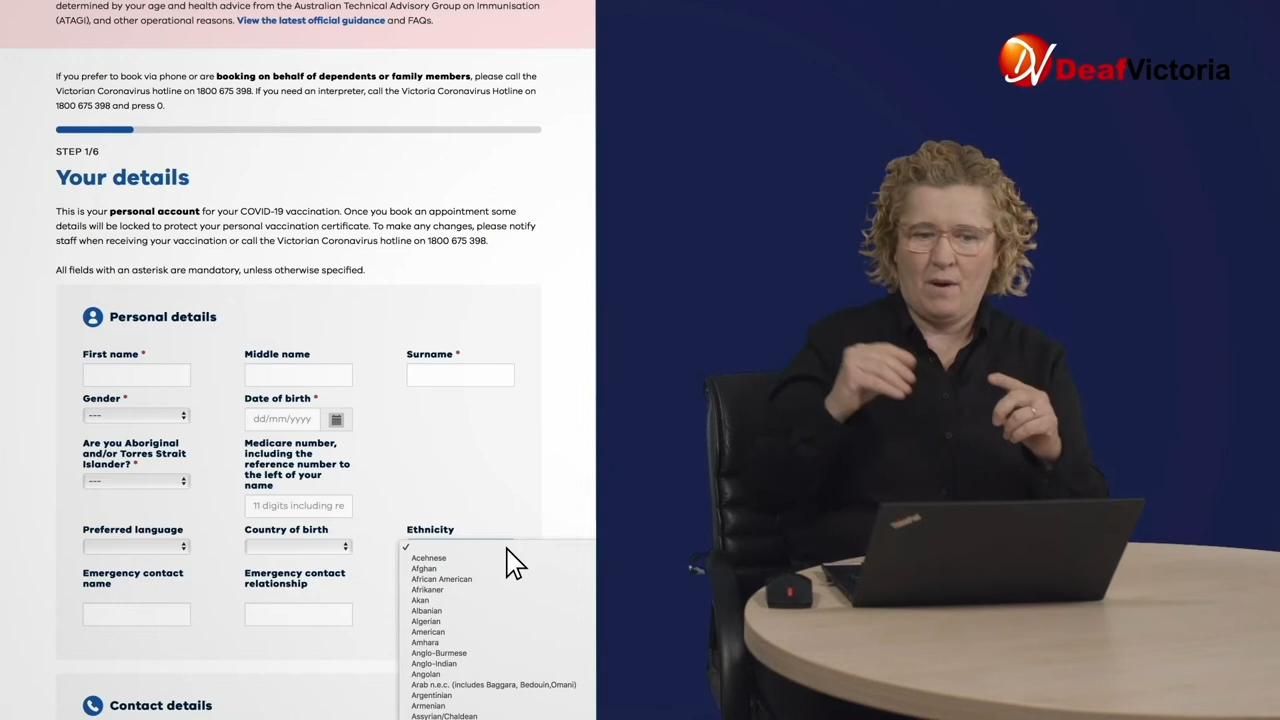 determined by your age and health advice from the Australian Technical Advisory Group on Immunisation
(ATAGI), and other operational reasons. View the latest official guidance and FAQs.
If you prefer to book via phone or are booking on behalf of dependents or family members, please call the
Victorian Coronavirus hotline on 1800 675 398. If you need an interpreter, call the Victoria Coronavirus Hotline on
1800 675 398 and press 0.
STEP 1/6
Your details
This is your personal account for your COVID-19 vaccination. Once you book an appointment some
details will be locked to protect your personal vaccination certificate. To make any changes, please notify
staff when receiving your vaccination or call the Victorian Coronavirus hotline on 1800 675 398.
All fields with an asterisk are mandatory, unless otherwise specified.
Personal details
First name *
Middle name
Surname *
Gender *
---
Date of birth *
dd/mm/yyyy
Are you Aboriginal
and/or Torres Strait
Islander? *
---
Medicare number,
including the
reference number to
the left of your
name
11 digits including re
Preferred language
Country of birth
Ethnicity
Emergency contact
name
Emergency contact
relationship
Acehnese
Afghan
African American
Afrikaner
Akan
Albanian
Algerian
American
Amhara
Anglo-Burmese
Anglo-Indian
Angolan
Arab n.e.c. (includes Baggara, Bedouin,Omani)
Argentinian
Armenian
Assyrian/Chaldean
Contact details
DV DeafVictoria
ThinkPad